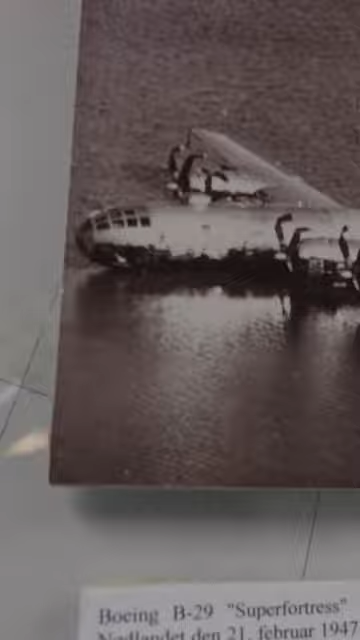 Boeing B-29 "Superfortress"
Nødlandet den 21. februar 1947